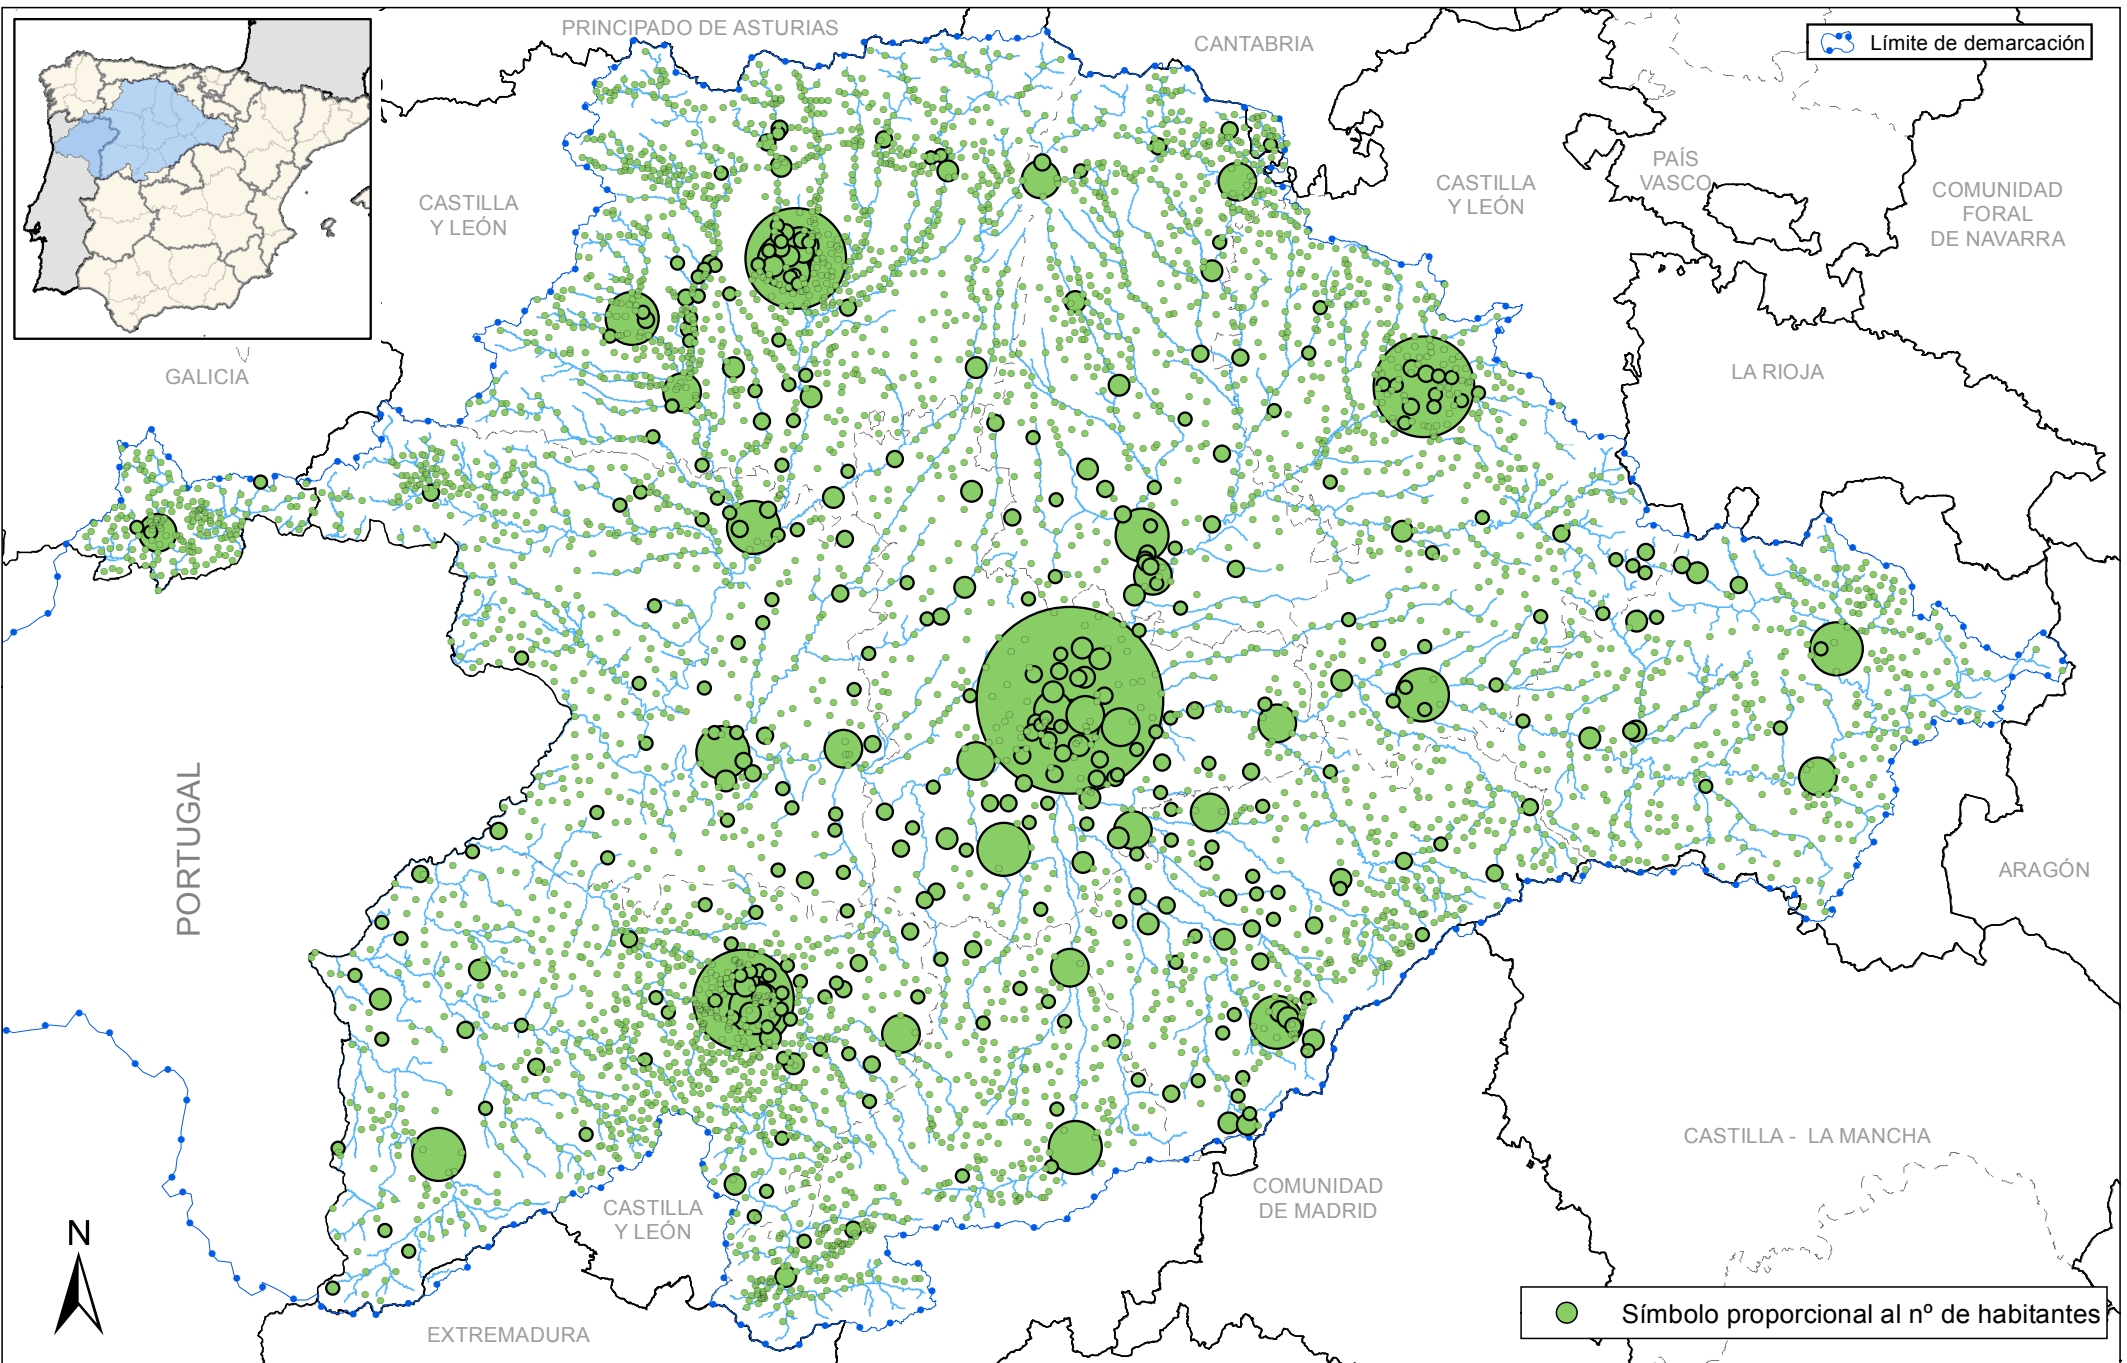 PRINCIPADO DE ASTURIAS
CANTABRIA
Límite de demarcación
CASTILLA
Y LEÓN
PAÍS
VASCO
CASTILLA
Y LEÓN
COMUNIDAD
FORAL
DE NAVARRA
GALICIA
LA RIOJA
PORTUGAL
ARAGÓN
CASTILLA - LA MANCHA
CASTILLA
Y LEÓN
COMUNIDAD
DE MADRID
N
EXTREMADURA
Símbolo proporcional al nº de habitantes